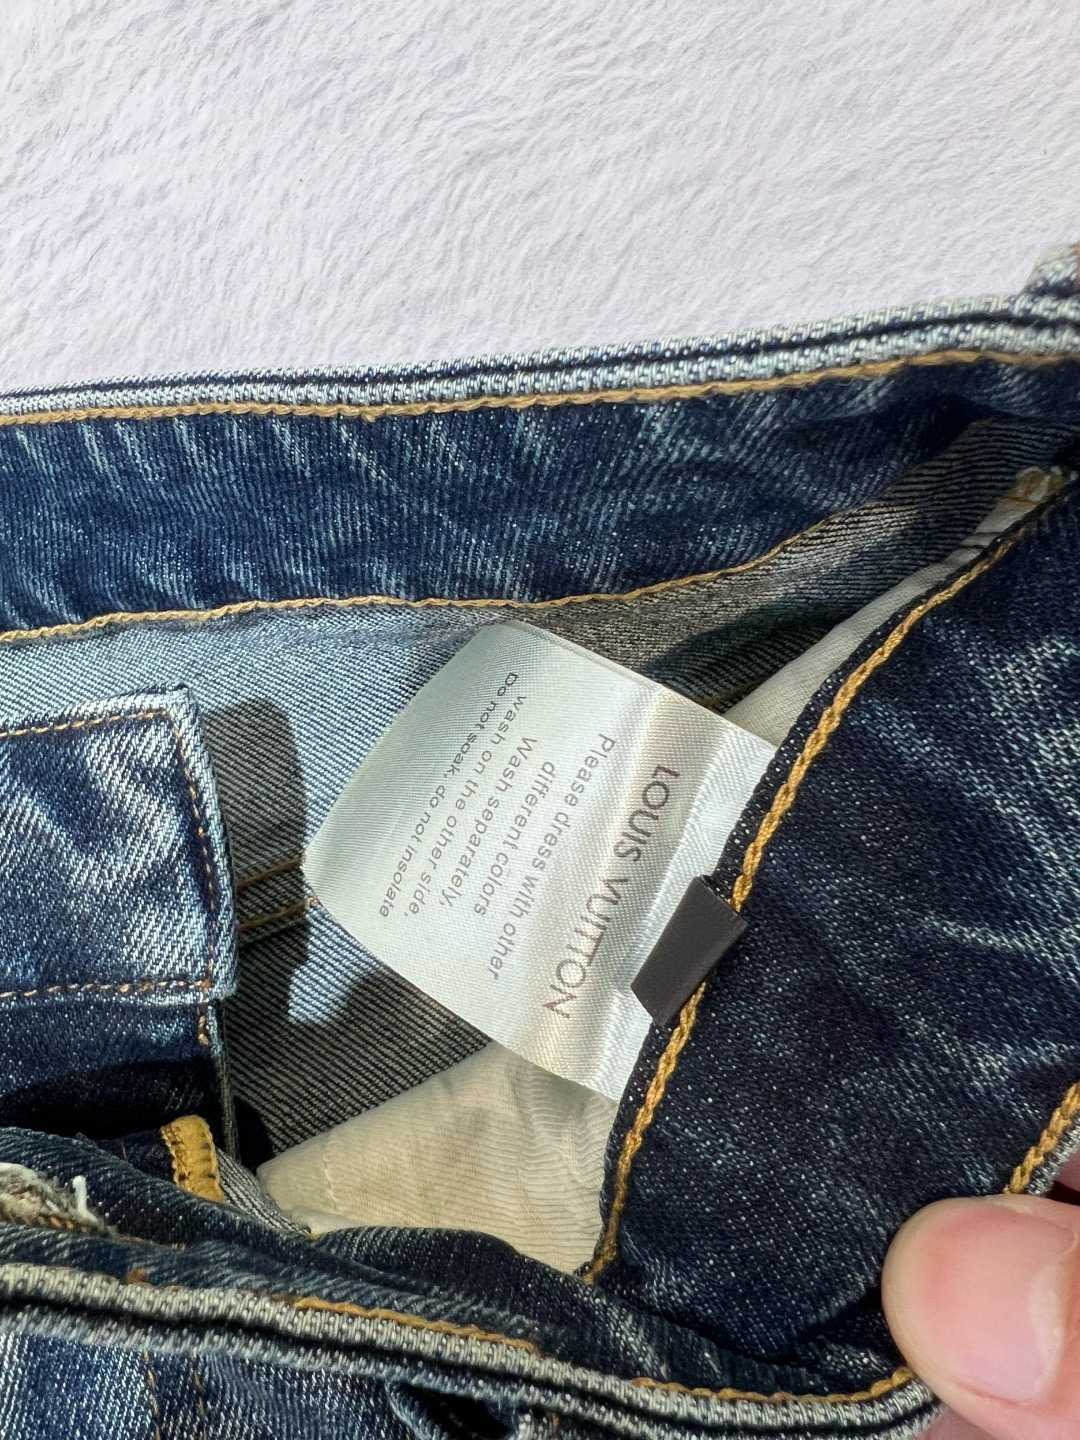 LOUIS VUITTON
Please dress with other
different colors
Wash separately,
wash on the other side,
Do not soak, do not insolate